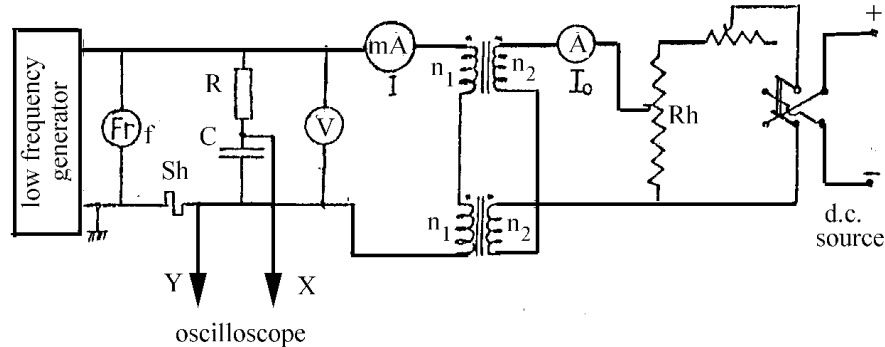 low frequency
generator
Fr
f
Sh
R
C
V
mA
I
n1
n2
A
I0
Rh
+
−
d.c.
source
n1
n2
Y
X
oscilloscope